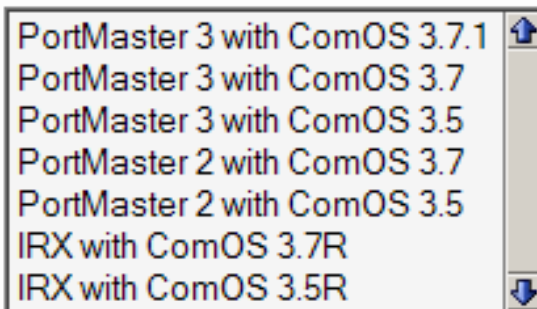 PortMaster 3 with ComOS 3.7.1
PortMaster 3 with ComOS 3.7
PortMaster 3 with ComOS 3.5
PortMaster 2 with ComOS 3.7
PortMaster 2 with ComOS 3.5
IRX with ComOS 3.7R
IRX with ComOS 3.5R